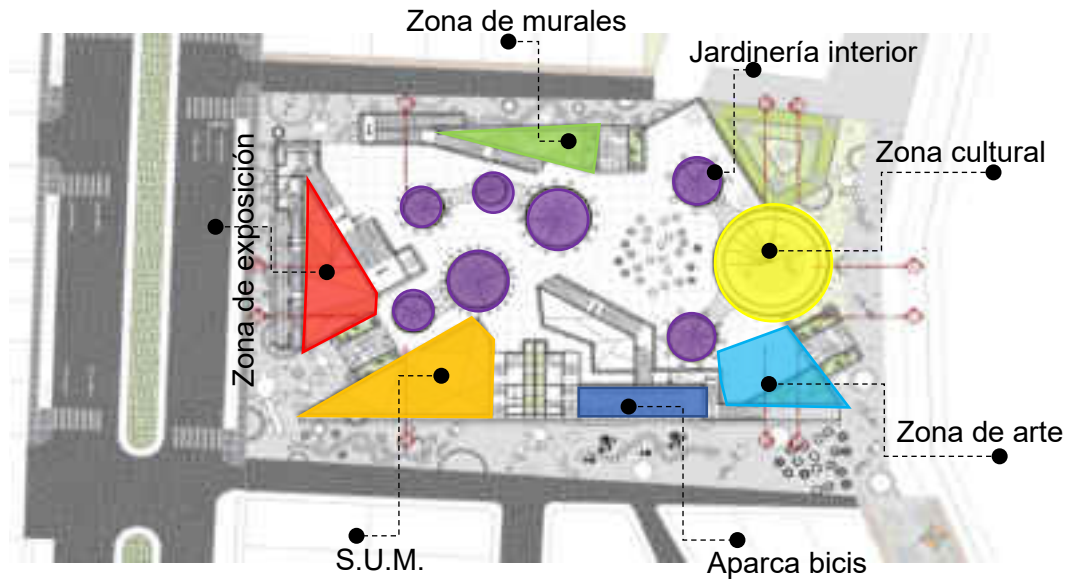 Zona de murales
Jardinería interior
Zona cultural
Zona de exposición
Zona de arte
S.U.M.
Aparca bicis